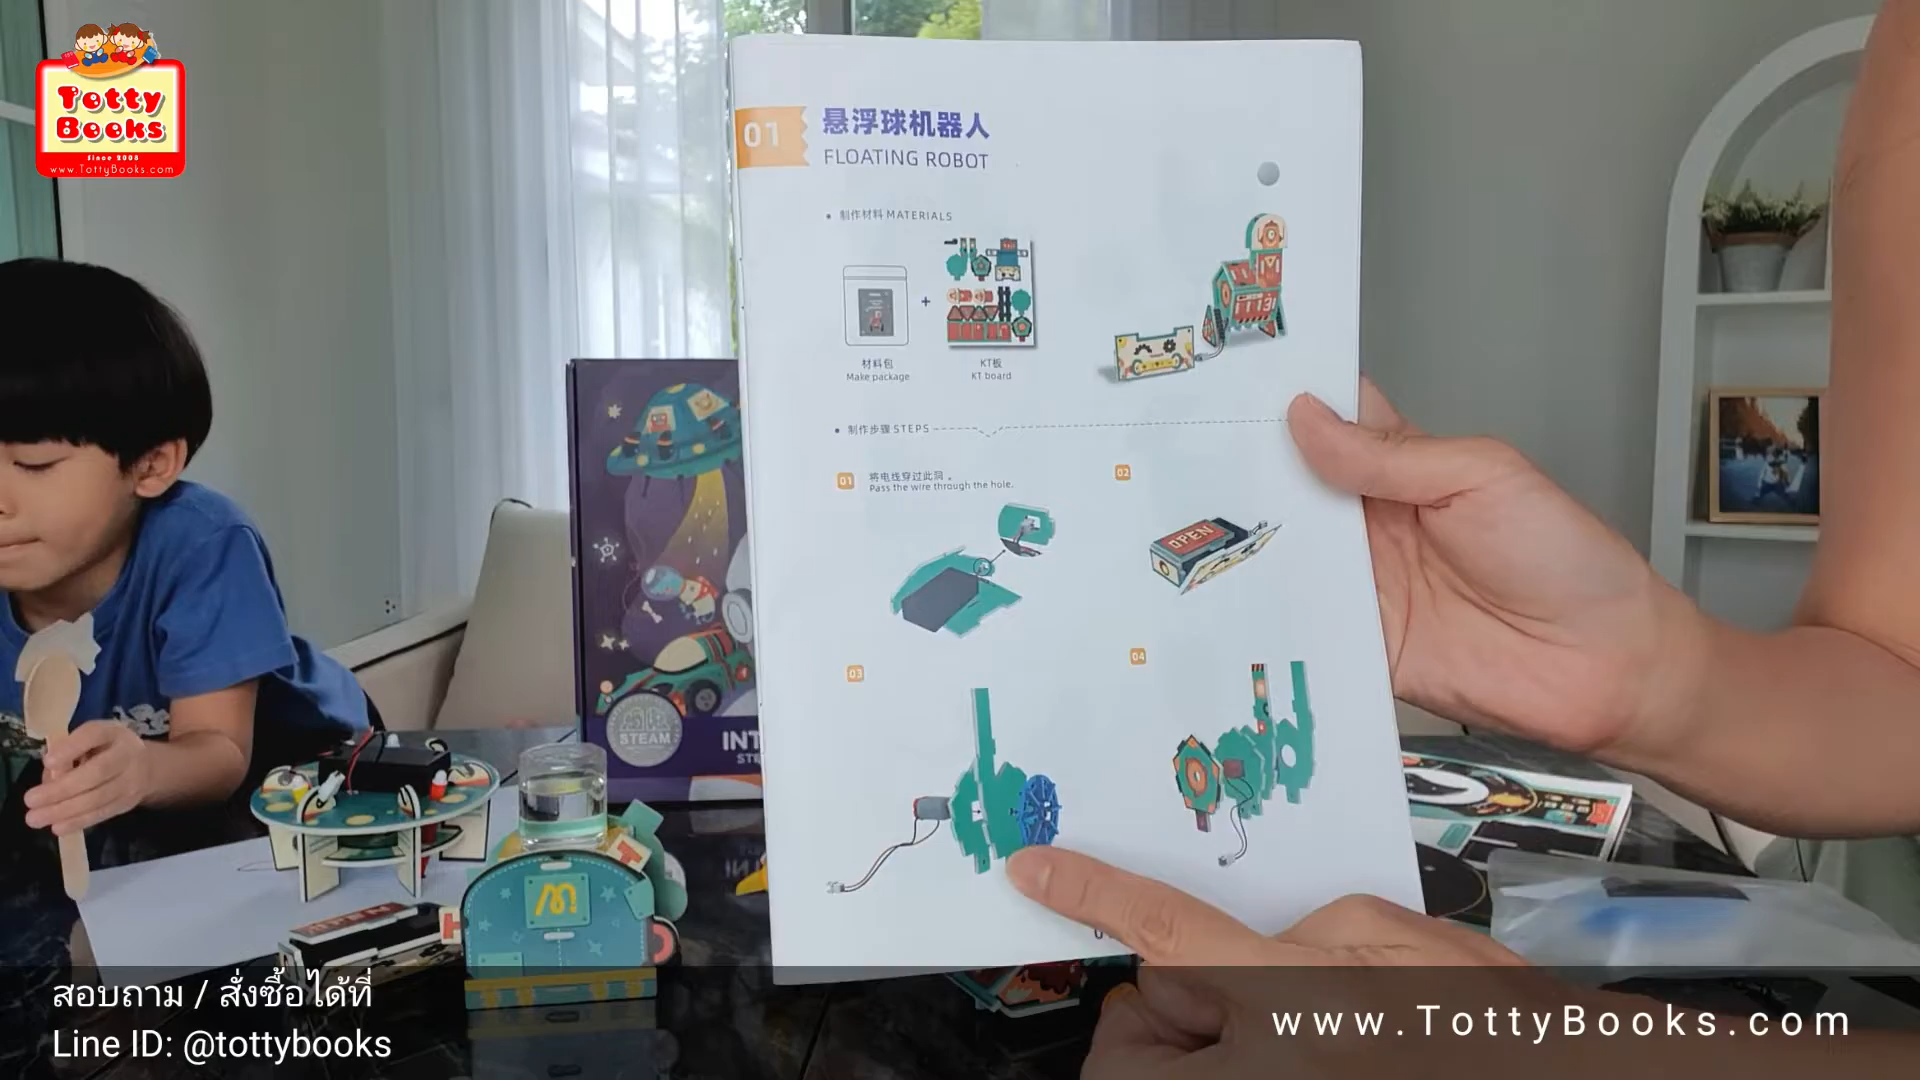 Totty
Books
Since 2008
www.TottyBooks.com
01
悬浮球机器人
FLOATING ROBOT
制作材料 MATERIALS
+
材料包
Make package
KT板
KT board
制作步骤 STEPS
01
将电线穿过此洞。
Pass the wire through the hole.
02
OPEN
03
04
STEAM
INT
STE
สอบถาม / สั่งซื้อได้ที่
Line ID: @tottybooks
www.TottyBooks.com